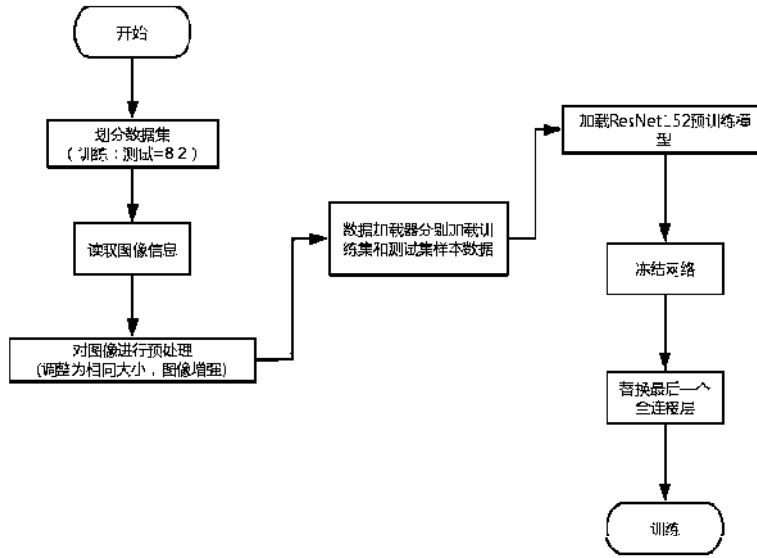 开始
划分数据集
(训练：测试=8 2)
读取图像信息
对图像进行预处理
(调整为相同大小，图像增强)
数据加载器分别加载训
练集和测试集样本数据
加载ResNet152预训练模
型
冻结网络
替换最后一个
全连接层
训练